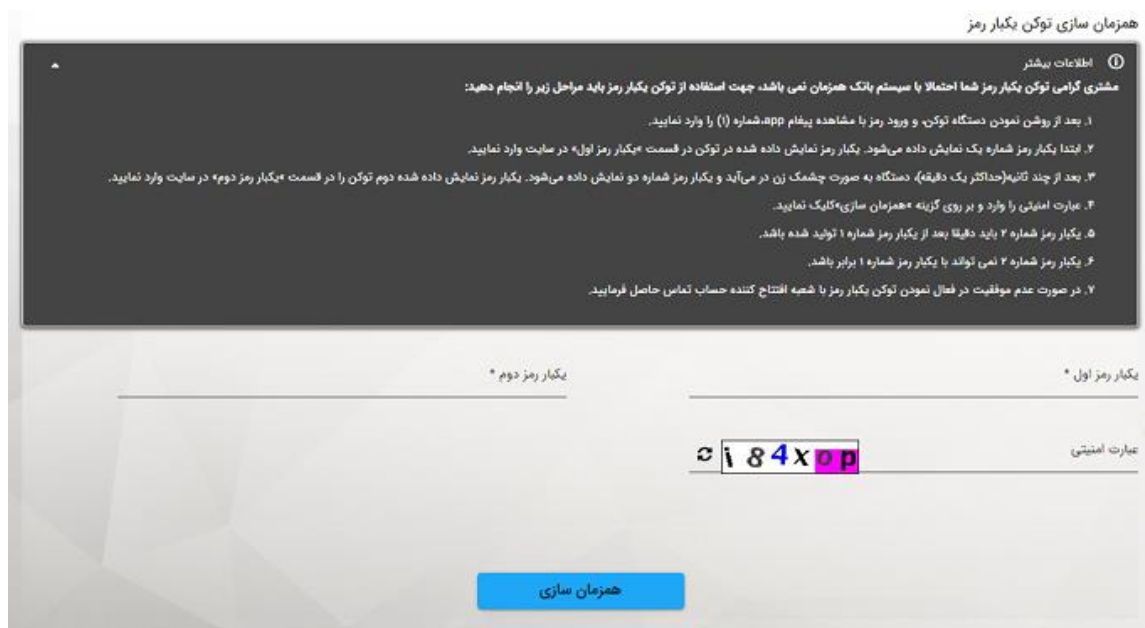 همزمان سازی توکن یکبار رمز
اطلاعات بیشتر
مشتری گرامی توکن یکبار رمز شما احتمالا با سیستم بانک همزمان نمی باشد، جهت استفاده از توکن یکبار رمز باید مراحل زیر را انجام دهید:
۱. بعد از روشن نمودن دستگاه توکن، و ورود رمز با مشاهده پیغام app،شماره (۱) را وارد نمایید.
۲. ابتدا یکبار رمز شماره یک نمایش داده می‌شود. یکبار رمز نمایش داده شده در توکن در قسمت «یکبار رمز اول» در سایت وارد نمایید.
۳. بعد از چند ثانیه(حداکثر یک دقیقه)، دستگاه به صورت چشمک زن در می‌آید و یکبار رمز شماره دو نمایش داده می‌شود. یکبار رمز نمایش داده شده دوم توکن را در قسمت «یکبار رمز دوم» در سایت وارد نمایید.
۴. عبارت امنیتی را وارد و بر روی گزینه «همزمان سازی»کلیک نمایید.
۵. یکبار رمز شماره ۲ باید دقیقا بعد از یکبار رمز شماره ۱ تولید شده باشد.
۶. یکبار رمز شماره ۲ نمی تواند با یکبار رمز شماره ۱ برابر باشد.
۷. در صورت عدم موفقیت در فعال نمودن توکن یکبار رمز با شعبه افتتاح کننده حساب تماس حاصل فرمایید.
یکبار رمز اول * یکبار رمز دوم *
عبارت امنیتی i84xop
همزمان سازی